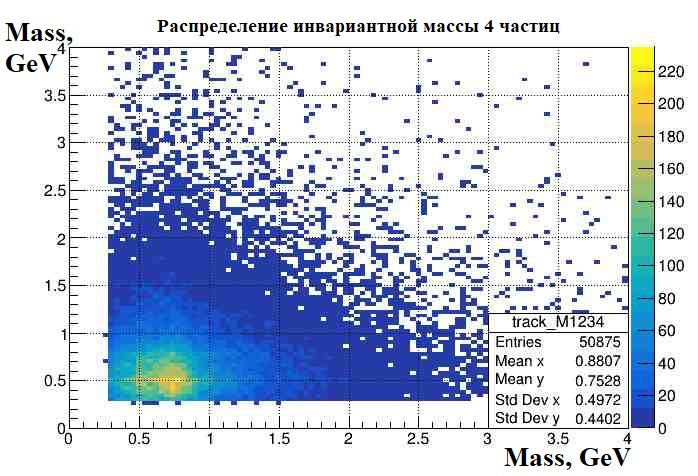 Распределение инвариантной массы 4 частиц
Mass,
GeV
4
3.5
3
2.5
2
1.5
1
0.5
0
0 0.5 1 1.5 2 2.5 3 3.5 4
Mass, GeV
220
200
180
160
140
120
100
80
60
40
20
0
track_M1234
Entries 50875
Mean x 0.8807
Mean y 0.7528
Std Dev x 0.4972
Std Dev y 0.4402